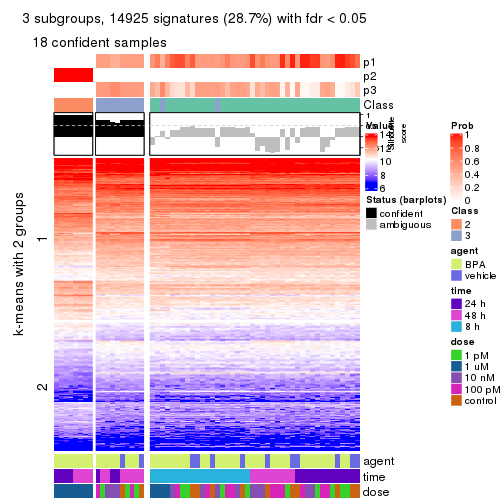 3 subgroups, 14925 signatures (28.7%) with fdr < 0.05
18 confident samples
p1
p2
p3
Class
1
Silhouette
score
Value
14
10
8
6
Status (barplots)
confident
ambiguous
Prob
1
0.8
0.6
0.4
0.2
0
Class
2
3
agent
BPA
vehicle
time
24 h
48 h
8 h
dose
1 pM
1 uM
10 nM
100 pM
control
k-means with 2 groups
1
2
agent
time
dose